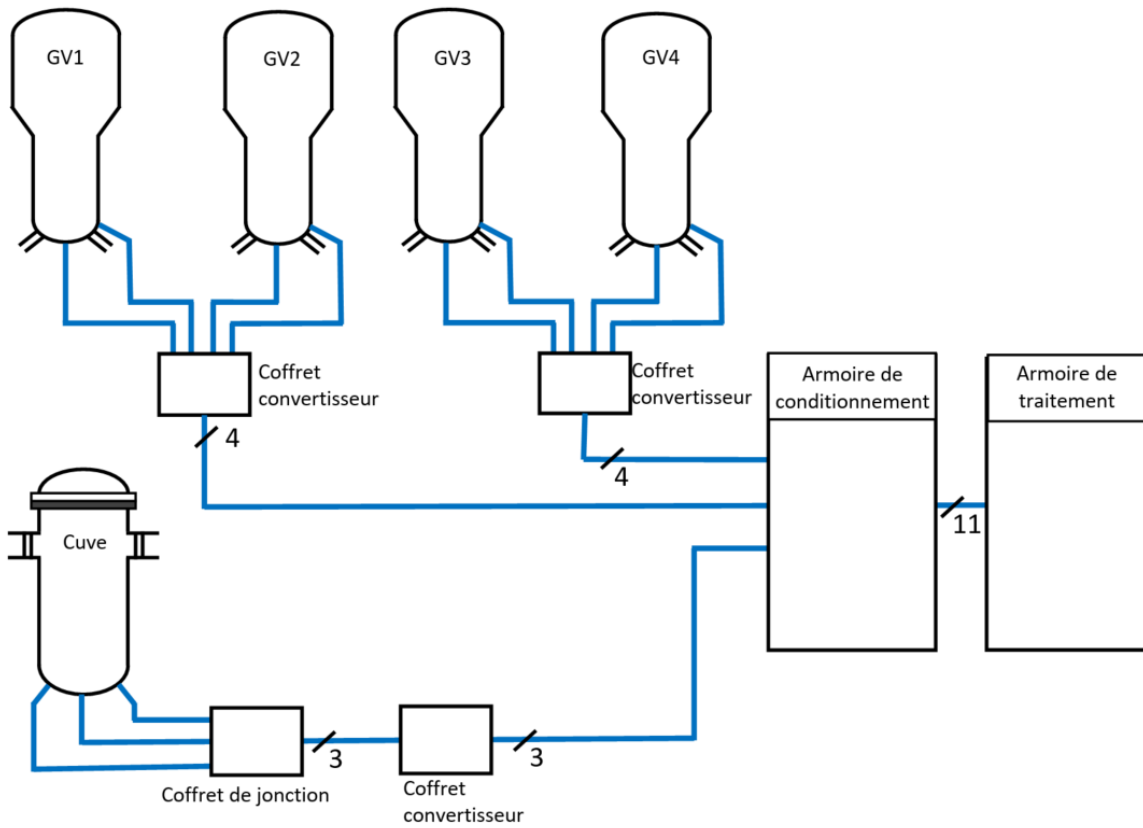 GV1
GV2
GV3
GV4
Coffret
convertisseur
Coffret
convertisseur
Armoire de
conditionnement
Armoire de
traitement
4
4
11
Cuve
3
3
Coffret de jonction
Coffret
convertisseur